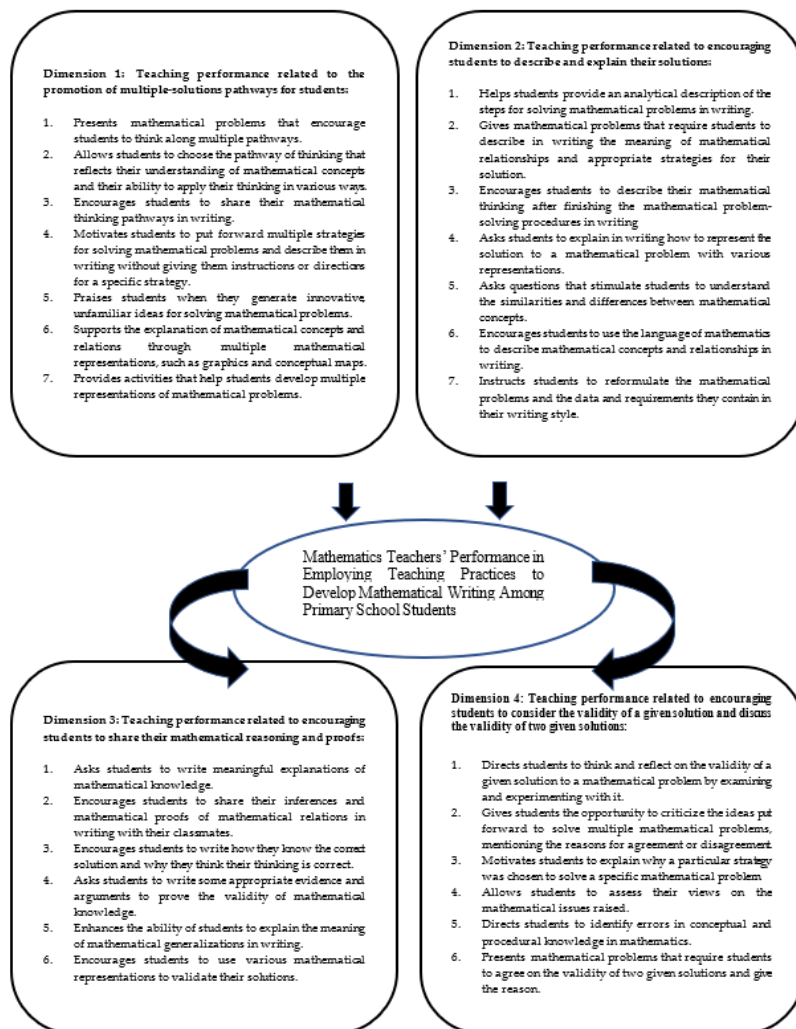 Dimension 1: Teaching performance related to the
promotion of multiple-solutions pathways for students:
1. Presents mathematical problems that encourage
students to think along multiple pathways.
2. Allows students to choose the pathway of thinking that
reflects their understanding of mathematical concepts
and their ability to apply their thinking in various ways.
3. Encourages students to share their mathematical
thinking pathways in writing.
4. Motivates students to put forward multiple strategies
for solving mathematical problems and describe them in
writing without giving them instructions or directions
for a specific strategy.
5. Praises students when they generate innovative,
unfamiliar ideas for solving mathematical problems.
6. Supports the explanation of mathematical concepts and
relations through multiple mathematical
representations, such as graphics and conceptual maps.
7. Provides activities that help students develop multiple
representations of mathematical problems.
Dimension 2: Teaching performance related to encouraging
students to describe and explain their solutions:
1. Helps students provide an analytical description of the
steps for solving mathematical problems in writing.
2. Gives mathematical problems that require students to
describe in writing the meaning of mathematical
relationships and appropriate strategies for their
solution.
3. Encourages students to describe their mathematical
thinking after finishing the mathematical problem-
solving procedures in writing
4. Asks students to explain in writing how to represent the
solution to a mathematical problem with various
representations.
5. Asks questions that stimulate students to understand
the similarities and differences between mathematical
concepts.
6. Encourages students to use the language of mathematics
to describe mathematical concepts and relationships in
writing.
7. Instructs students to reformulate the mathematical
problems and the data and requirements they contain in
their writing style.
Mathematics Teachers' Performance in
Employing Teaching Practices to
Develop Mathematical Writing Among
Primary School Students
Dimension 3: Teaching performance related to encouraging
students to share their mathematical reasoning and proofs:
1. Asks students to write meaningful explanations of
mathematical knowledge.
2. Encourages students to share their inferences and
mathematical proofs of mathematical relations in
writing with their classmates.
3. Encourages students to write how they know the correct
solution and why they think their thinking is correct.
4. Asks students to write some appropriate evidence and
arguments to prove the validity of mathematical
knowledge.
5. Enhances the ability of students to explain the meaning
of mathematical generalizations in writing.
6. Encourages students to use various mathematical
representations to validate their solutions.
Dimension 4: Teaching performance related to encouraging
students to consider the validity of a given solution and discuss
the validity of two given solutions:
1. Directs students to think and reflect on the validity of a
given solution to a mathematical problem by examining
and experimenting with it.
2. Gives students the opportunity to criticize the ideas put
forward to solve multiple mathematical problems,
mentioning the reasons for agreement or disagreement.
3. Motivates students to explain why a particular strategy
was chosen to solve a specific mathematical problem
4. Allows students to assess their views on the
mathematical issues raised.
5. Directs students to identify errors in conceptual and
procedural knowledge in mathematics.
6. Presents mathematical problems that require students
to agree on the validity of two given solutions and give
the reason.